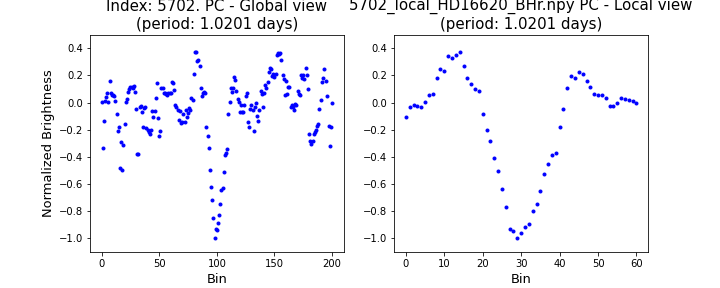 Index: 5702. PC - Global view
(period: 1.0201 days)
5702_local_HD16620_BHr.npy PC - Local view
(period: 1.0201 days)
Normalized Brightness
0.4
0.2
0.0
−0.2
−0.4
−0.6
−0.8
−1.0
0 50 100 150 200
Bin
0.4
0.2
0.0
−0.2
−0.4
−0.6
−0.8
−1.0
0 10 20 30 40 50 60
Bin